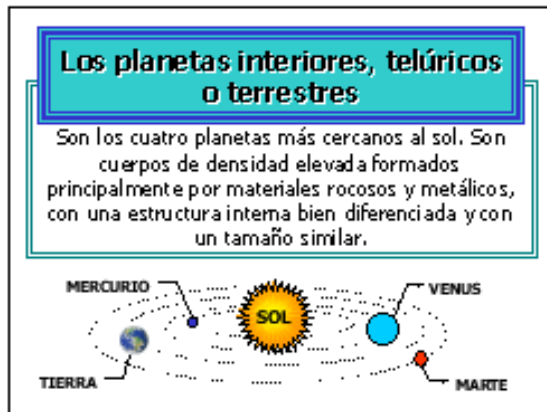 Los planetas interiores, telúricos
o terrestres
Son los cuatro planetas más cercanos al sol. Son
cuerpos de densidad elevada formados
principalmente por materiales rocosos y metálicos,
con una estructura interna bien diferenciada y con
un tamaño similar.
MERCURIO
VENUS
SOL
TIERRA
MARTE